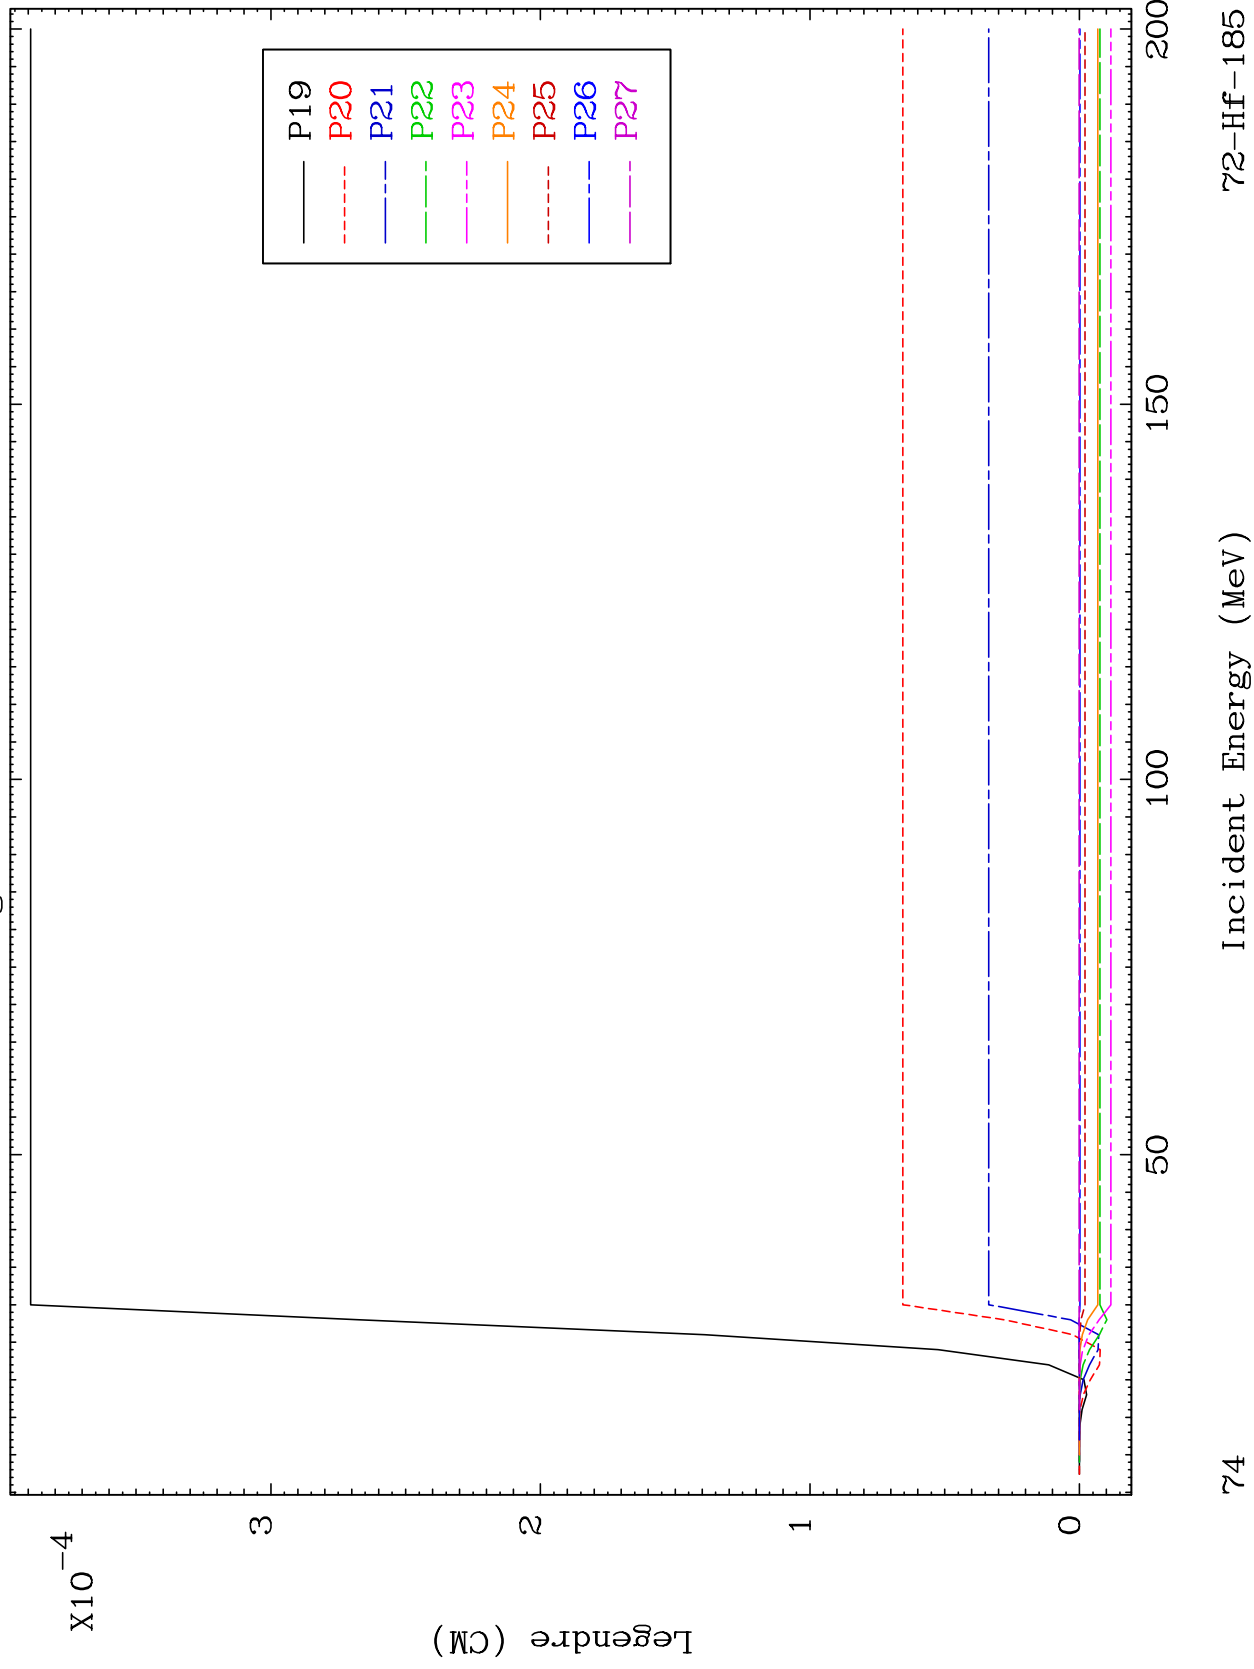 X10-4
3
2
1
0
Legendre (CM)
P19
P20
P21
P22
P23
P24
P25
P26
P27
50
100
150
200
Incident Energy (MeV)
74
72-Hf-185